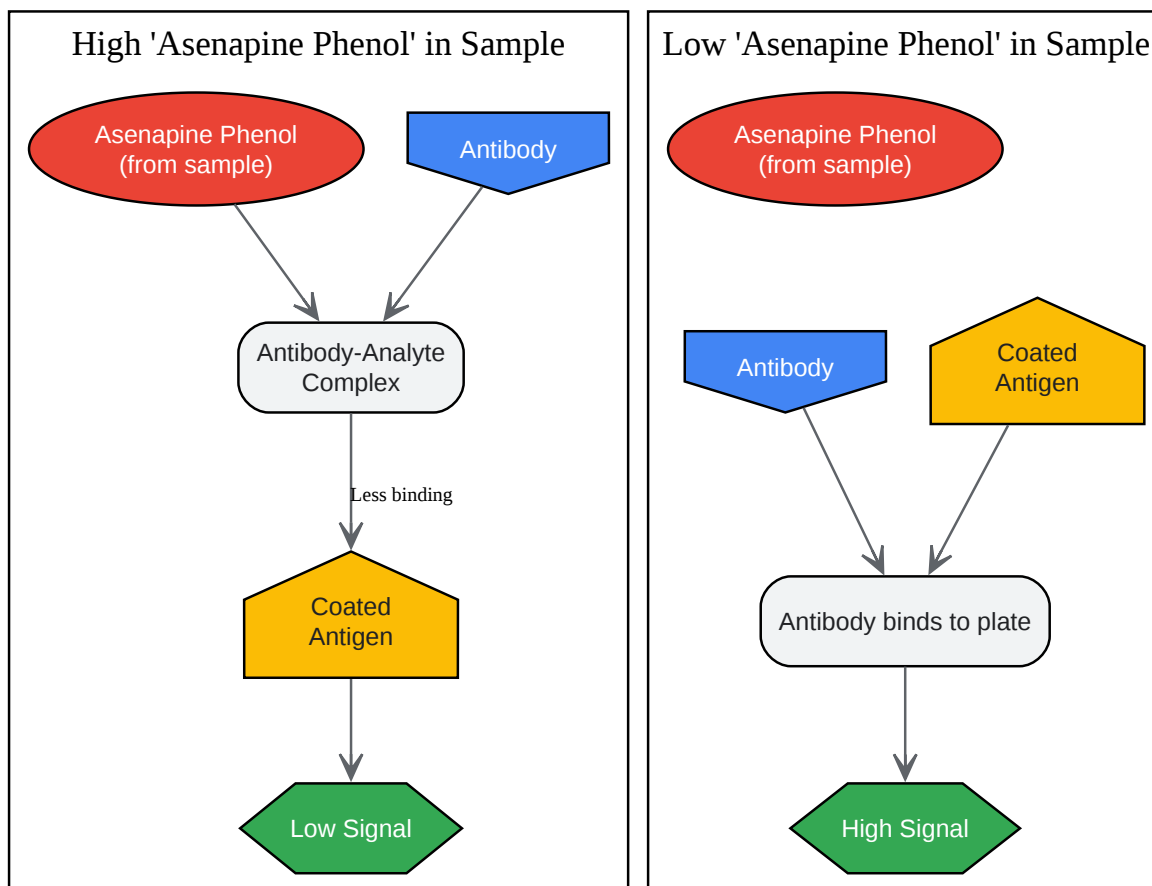 High 'Asenapine Phenol' in Sample
Asenapine Phenol
(from sample)
Antibody
Antibody-Analyte
Complex
Less binding
Coated
Antigen
Low Signal
Low 'Asenapine Phenol' in Sample
Asenapine Phenol
(from sample)
Antibody
Coated
Antigen
Antibody binds to plate
High Signal